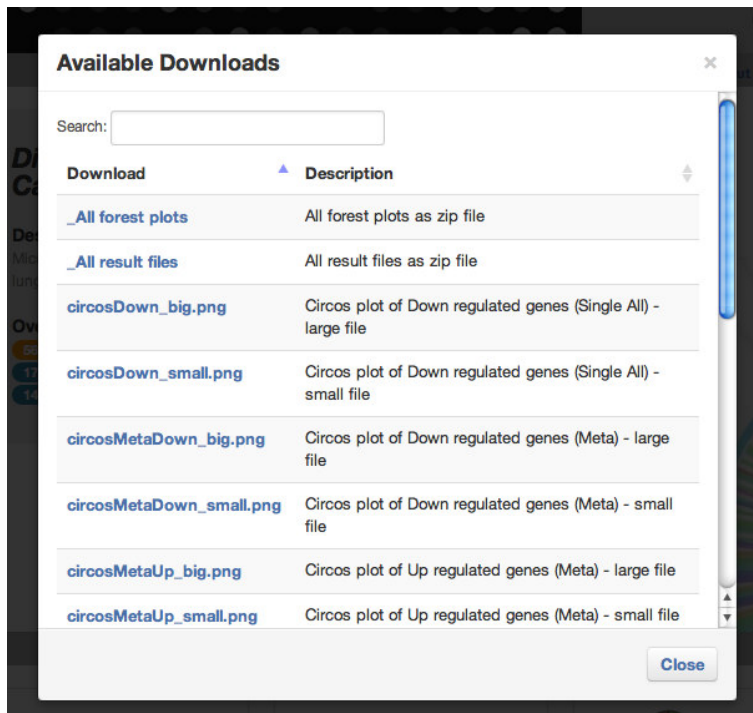 Available Downloads
×
Search:
Download Description
_All forest plots All forest plots as zip file
_All result files All result files as zip file
circosDown_big.png Circos plot of Down regulated genes (Single All) -
large file
circosDown_small.png Circos plot of Down regulated genes (Single All) -
small file
circosMetaDown_big.png Circos plot of Down regulated genes (Meta) - large
file
circosMetaDown_small.png Circos plot of Down regulated genes (Meta) - small
file
circosMetaUp_big.png Circos plot of Up regulated genes (Meta) - large file
circosMetaUp_small.png Circos plot of Up regulated genes (Meta) - small file
Close